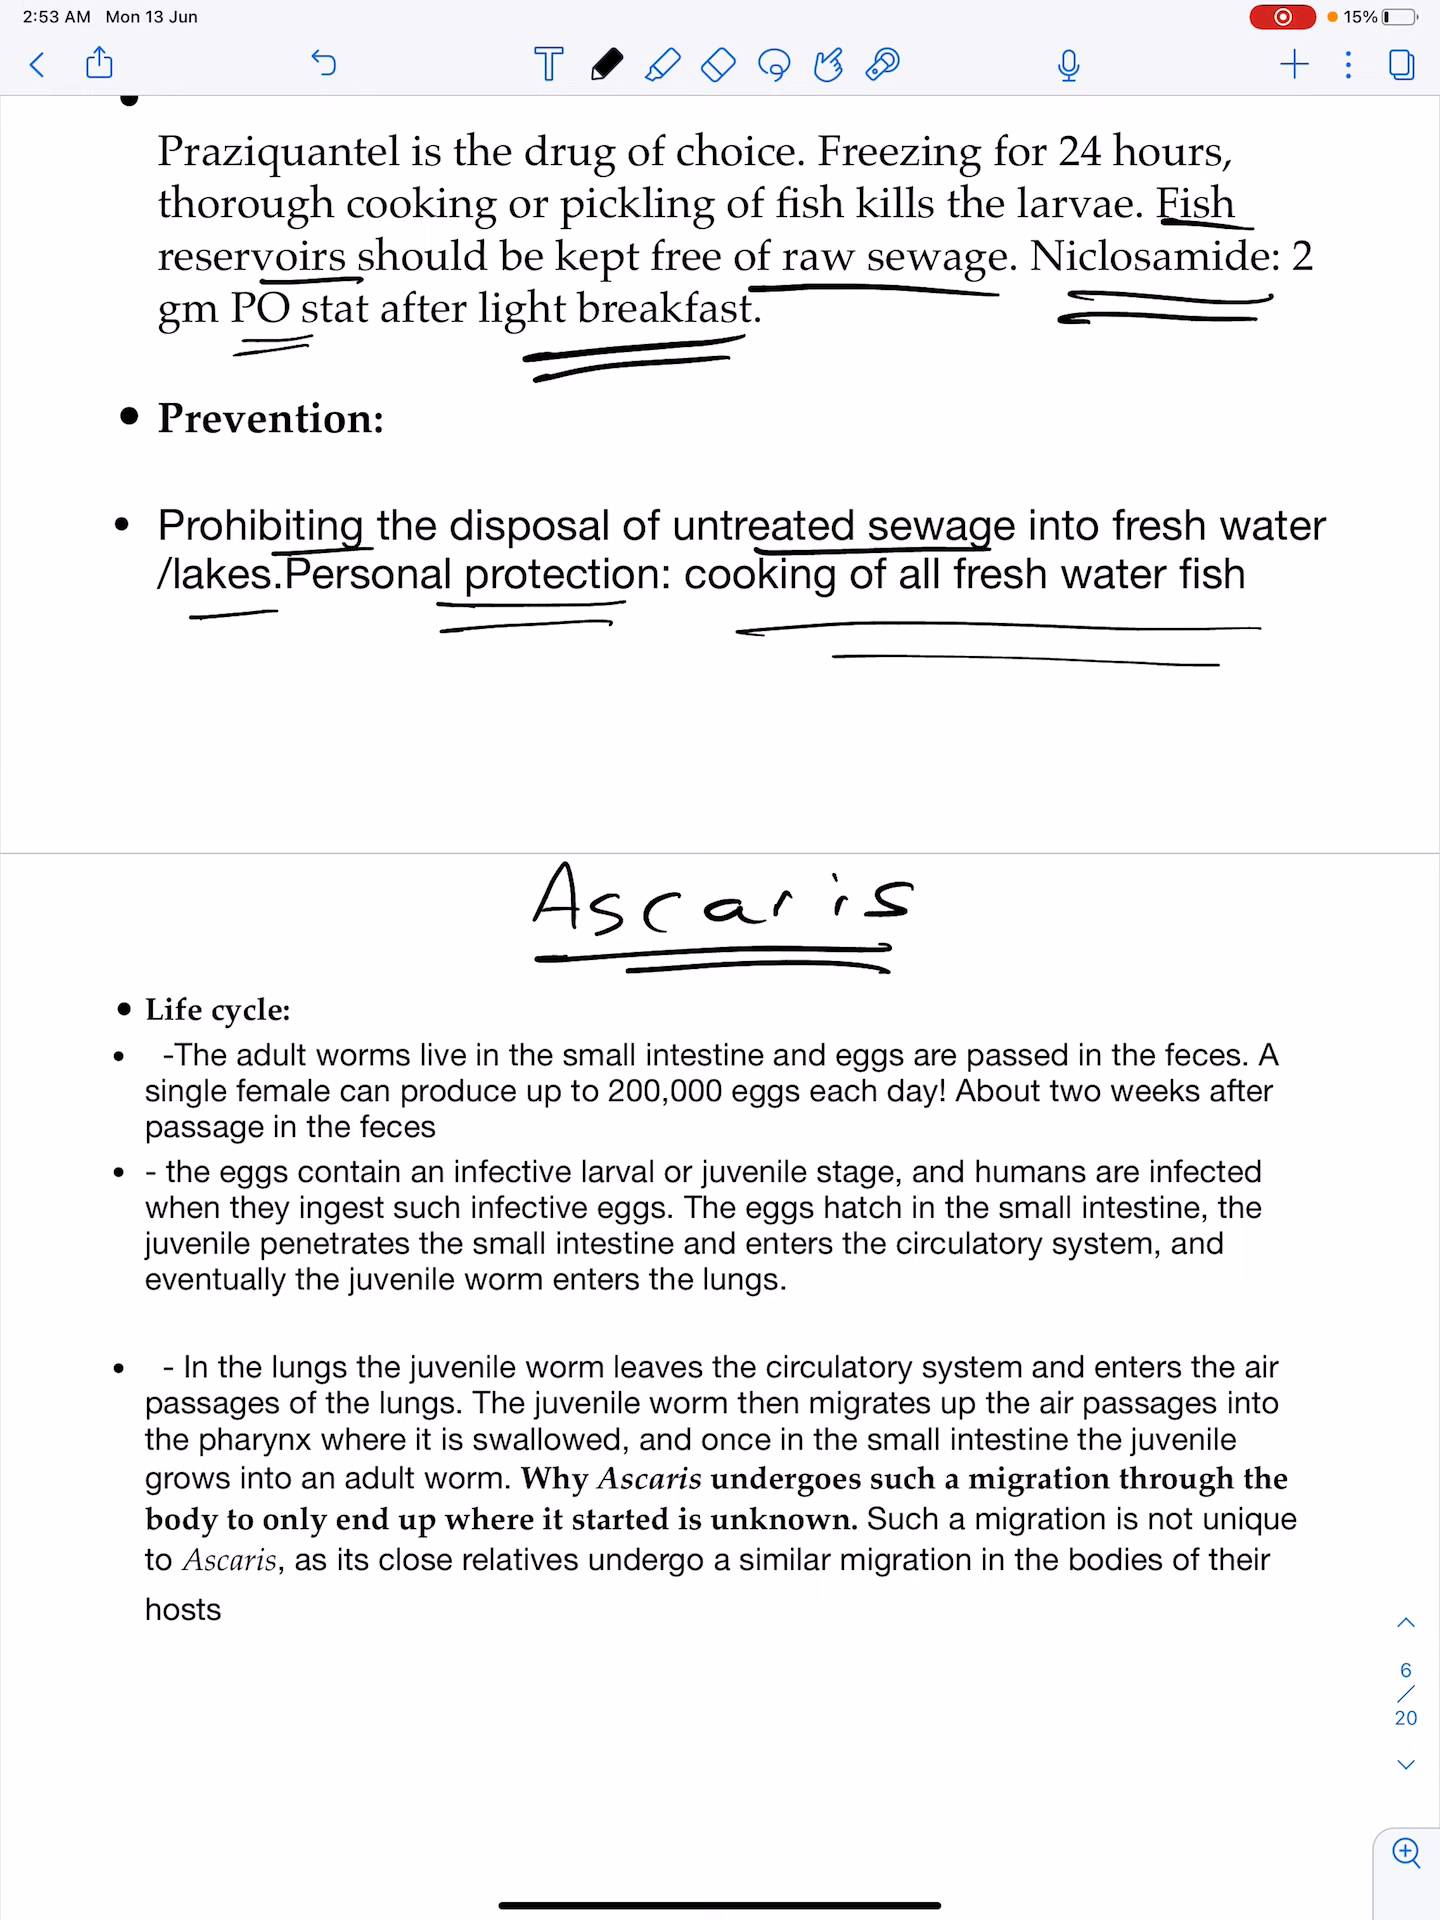 2:53 AM Mon 13 Jun
15%
Praziquantel is the drug of choice. Freezing for 24 hours,
thorough cooking or pickling of fish kills the larvae. Fish
reservoirs should be kept free of raw sewage. Niclosamide: 2
gm PO stat after light breakfast.
• Prevention:
• Prohibiting the disposal of untreated sewage into fresh water
/lakes.Personal protection: cooking of all fresh water fish
Ascaris
• Life cycle:
• -The adult worms live in the small intestine and eggs are passed in the feces. A
single female can produce up to 200,000 eggs each day! About two weeks after
passage in the feces
• - the eggs contain an infective larval or juvenile stage, and humans are infected
when they ingest such infective eggs. The eggs hatch in the small intestine, the
juvenile penetrates the small intestine and enters the circulatory system, and
eventually the juvenile worm enters the lungs.
• - In the lungs the juvenile worm leaves the circulatory system and enters the air
passages of the lungs. The juvenile worm then migrates up the air passages into
the pharynx where it is swallowed, and once in the small intestine the juvenile
grows into an adult worm. Why Ascaris undergoes such a migration through the
body to only end up where it started is unknown. Such a migration is not unique
to Ascaris, as its close relatives undergo a similar migration in the bodies of their
hosts
6
/
20